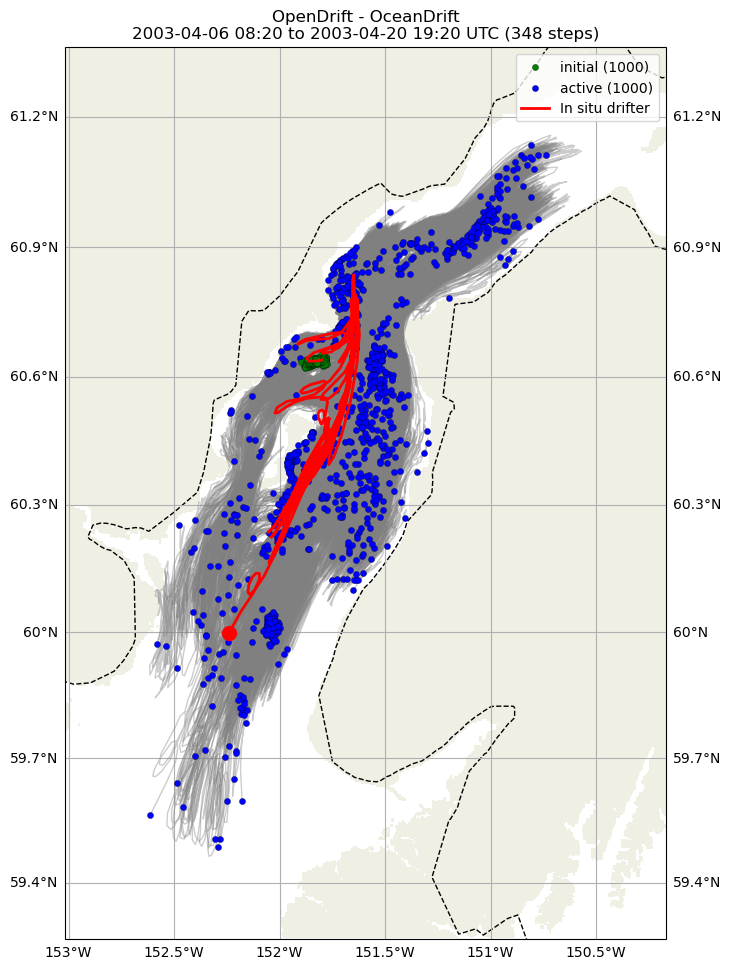 OpenDrift - OceanDrift
2003-04-06 08:20 to 2003-04-20 19:20 UTC (348 steps)
initial (1000)
active (1000)
In situ drifter
61.2°N 61.2°N
60.9°N 60.9°N
60.6°N 60.6°N
60.3°N 60.3°N
60°N 60°N
59.7°N 59.7°N
59.4°N 59.4°N
153°W 152.5°W 152°W 151.5°W 151°W 150.5°W